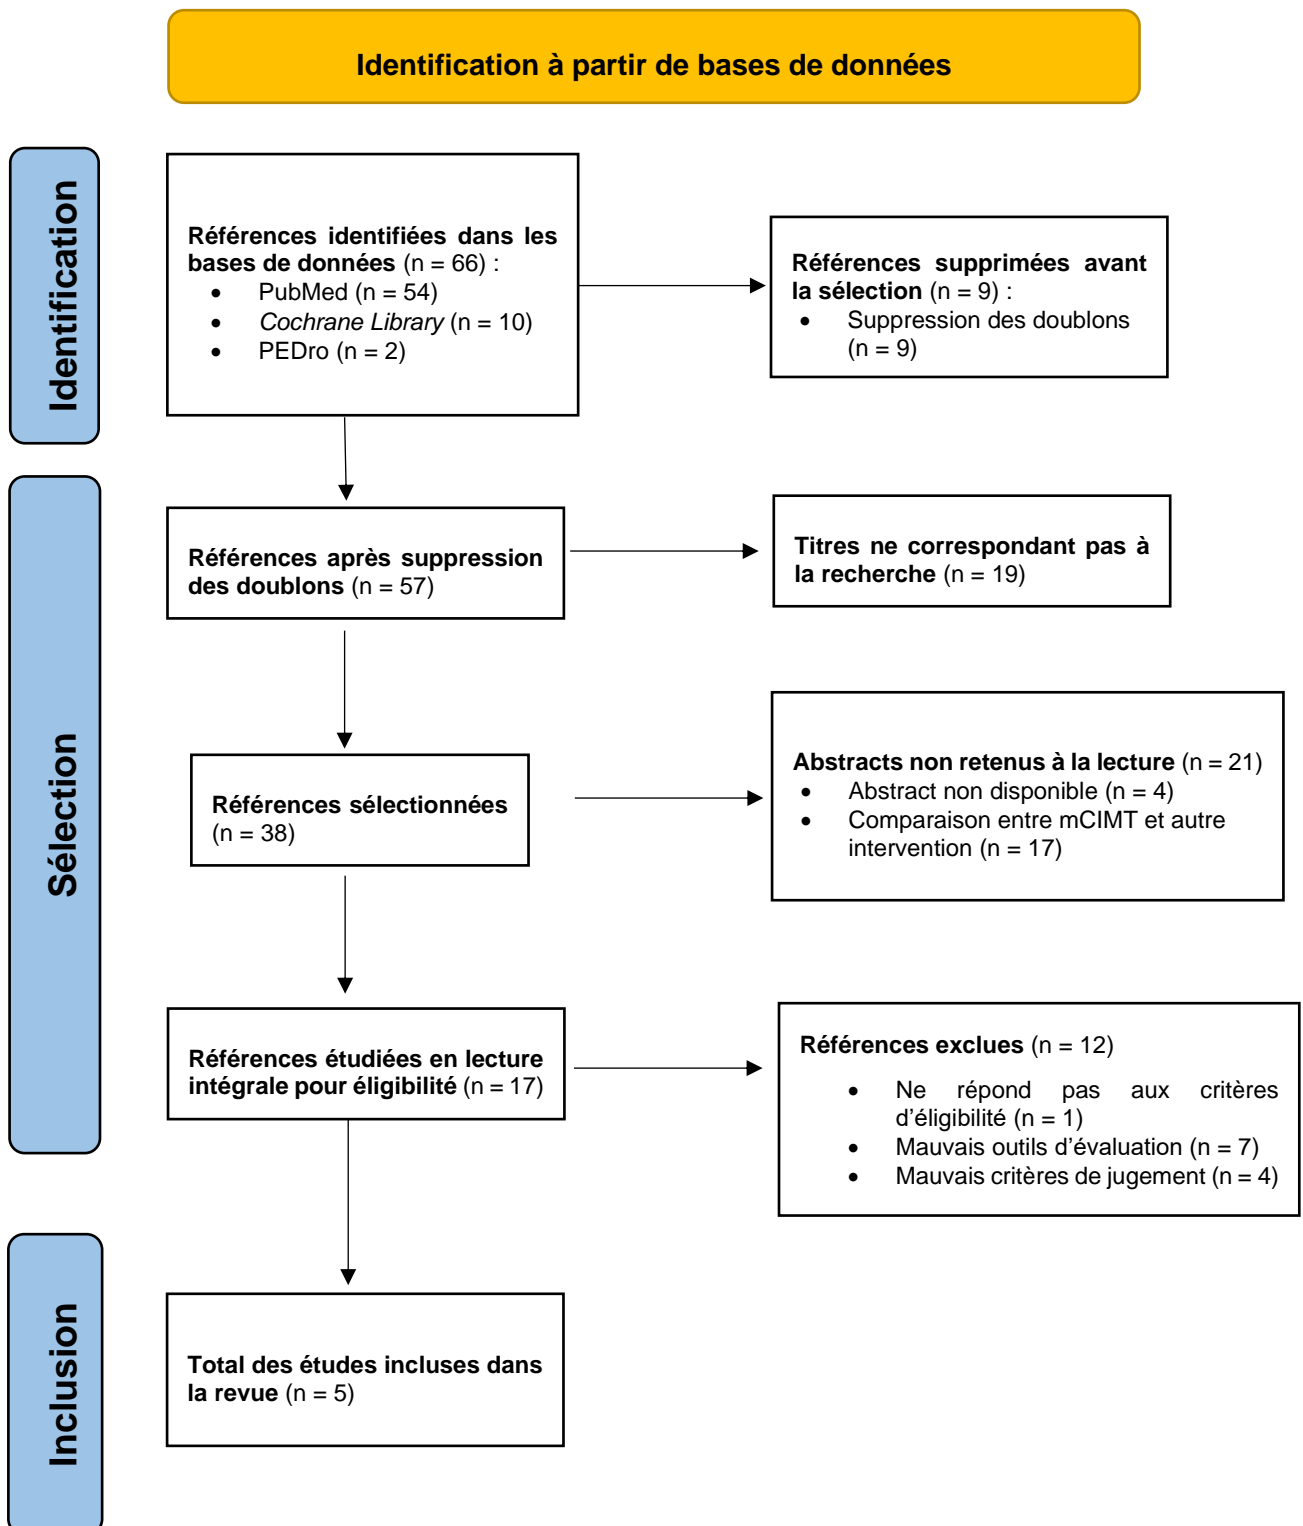 Identification à partir de bases de données
Identification
Références identifiées dans les
bases de données (n = 66) :
• PubMed (n = 54)
• Cochrane Library (n = 10)
• PEDro (n = 2)
Références supprimées avant
la sélection (n = 9) :
• Suppression des doublons
(n = 9)
Sélection
Références après suppression
des doublons (n = 57)
Titres ne correspondant pas à
la recherche (n = 19)
Références sélectionnées
(n = 38)
Abstracts non retenus à la lecture (n = 21)
• Abstract non disponible (n = 4)
• Comparaison entre mCIMT et autre
intervention (n = 17)
Références étudiées en lecture
intégrale pour éligibilité (n = 17)
Références exclues (n = 12)
• Ne répond pas aux critères
d’éligibilité (n = 1)
• Mauvais outils d’évaluation (n = 7)
• Mauvais critères de jugement (n = 4)
Inclusion
Total des études incluses dans
la revue (n = 5)